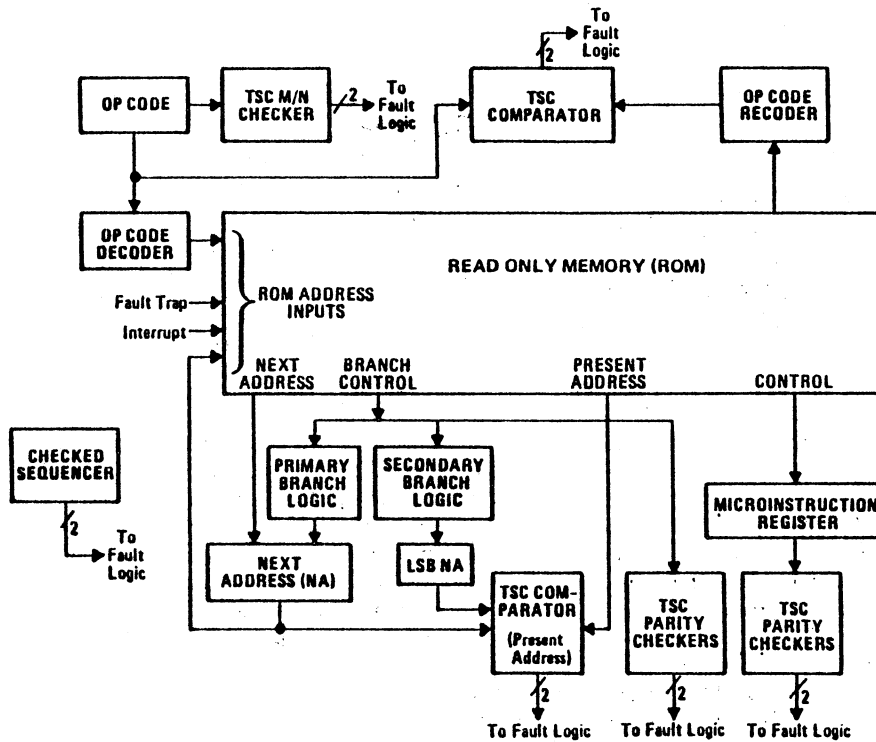 To
Fault
Logic
2
OP CODE
TSC M/N
CHECKER
2
To
Fault
Logic
TSC
COMPARATOR
OP CODE
RECODER
OP CODE
DECODER
READ ONLY MEMORY (ROM)
ROM ADDRESS
INPUTS
Fault Trap
Interrupt
NEXT
ADDRESS
BRANCH
CONTROL
PRESENT
ADDRESS
CONTROL
CHECKED
SEQUENCER
2
To
Fault
Logic
PRIMARY
BRANCH
LOGIC
SECONDARY
BRANCH
LOGIC
MICROINSTRUCTION
REGISTER
NEXT
ADDRESS (NA)
LSB NA
TSC COM-
PARATOR
(Present
Address)
TSC
PARITY
CHECKERS
TSC
PARITY
CHECKERS
2
2
2
To Fault Logic
To Fault Logic
To Fault Logic